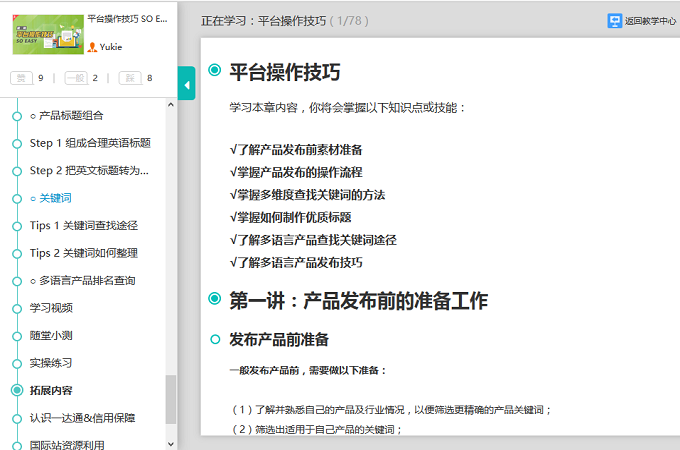 平台操作技巧 SO E...
平台操作技巧
SO EASY
Yukie
赞 9 | 一般 2 | 踩 8
○ 产品标题组合
Step 1 组成合理英语标题
Step 2 把英文标题转为...
○ 关键词
Tips 1 关键词查找途径
Tips 2 关键词如何整理
○ 多语言产品排名查询
学习视频
随堂小测
实操练习
拓展内容
认识一达通&信用保障
国际站资源利用
正在学习：平台操作技巧（1/78）
返回教学中心
平台操作技巧
学习本章内容，你将会掌握以下知识点或技能：
√了解产品发布前素材准备
√掌握产品发布的操作流程
√掌握多维度查找关键词的方法
√掌握如何制作优质标题
√了解多语言产品查找关键词途径
√了解多语言产品发布技巧
第一讲：产品发布前的准备工作
发布产品前准备
一般发布产品前，需要做以下准备：
（1）了解并熟悉自己的产品及行业情况，以便筛选更精确的产品关键词；
（2）筛选出适用于自己产品的关键词；